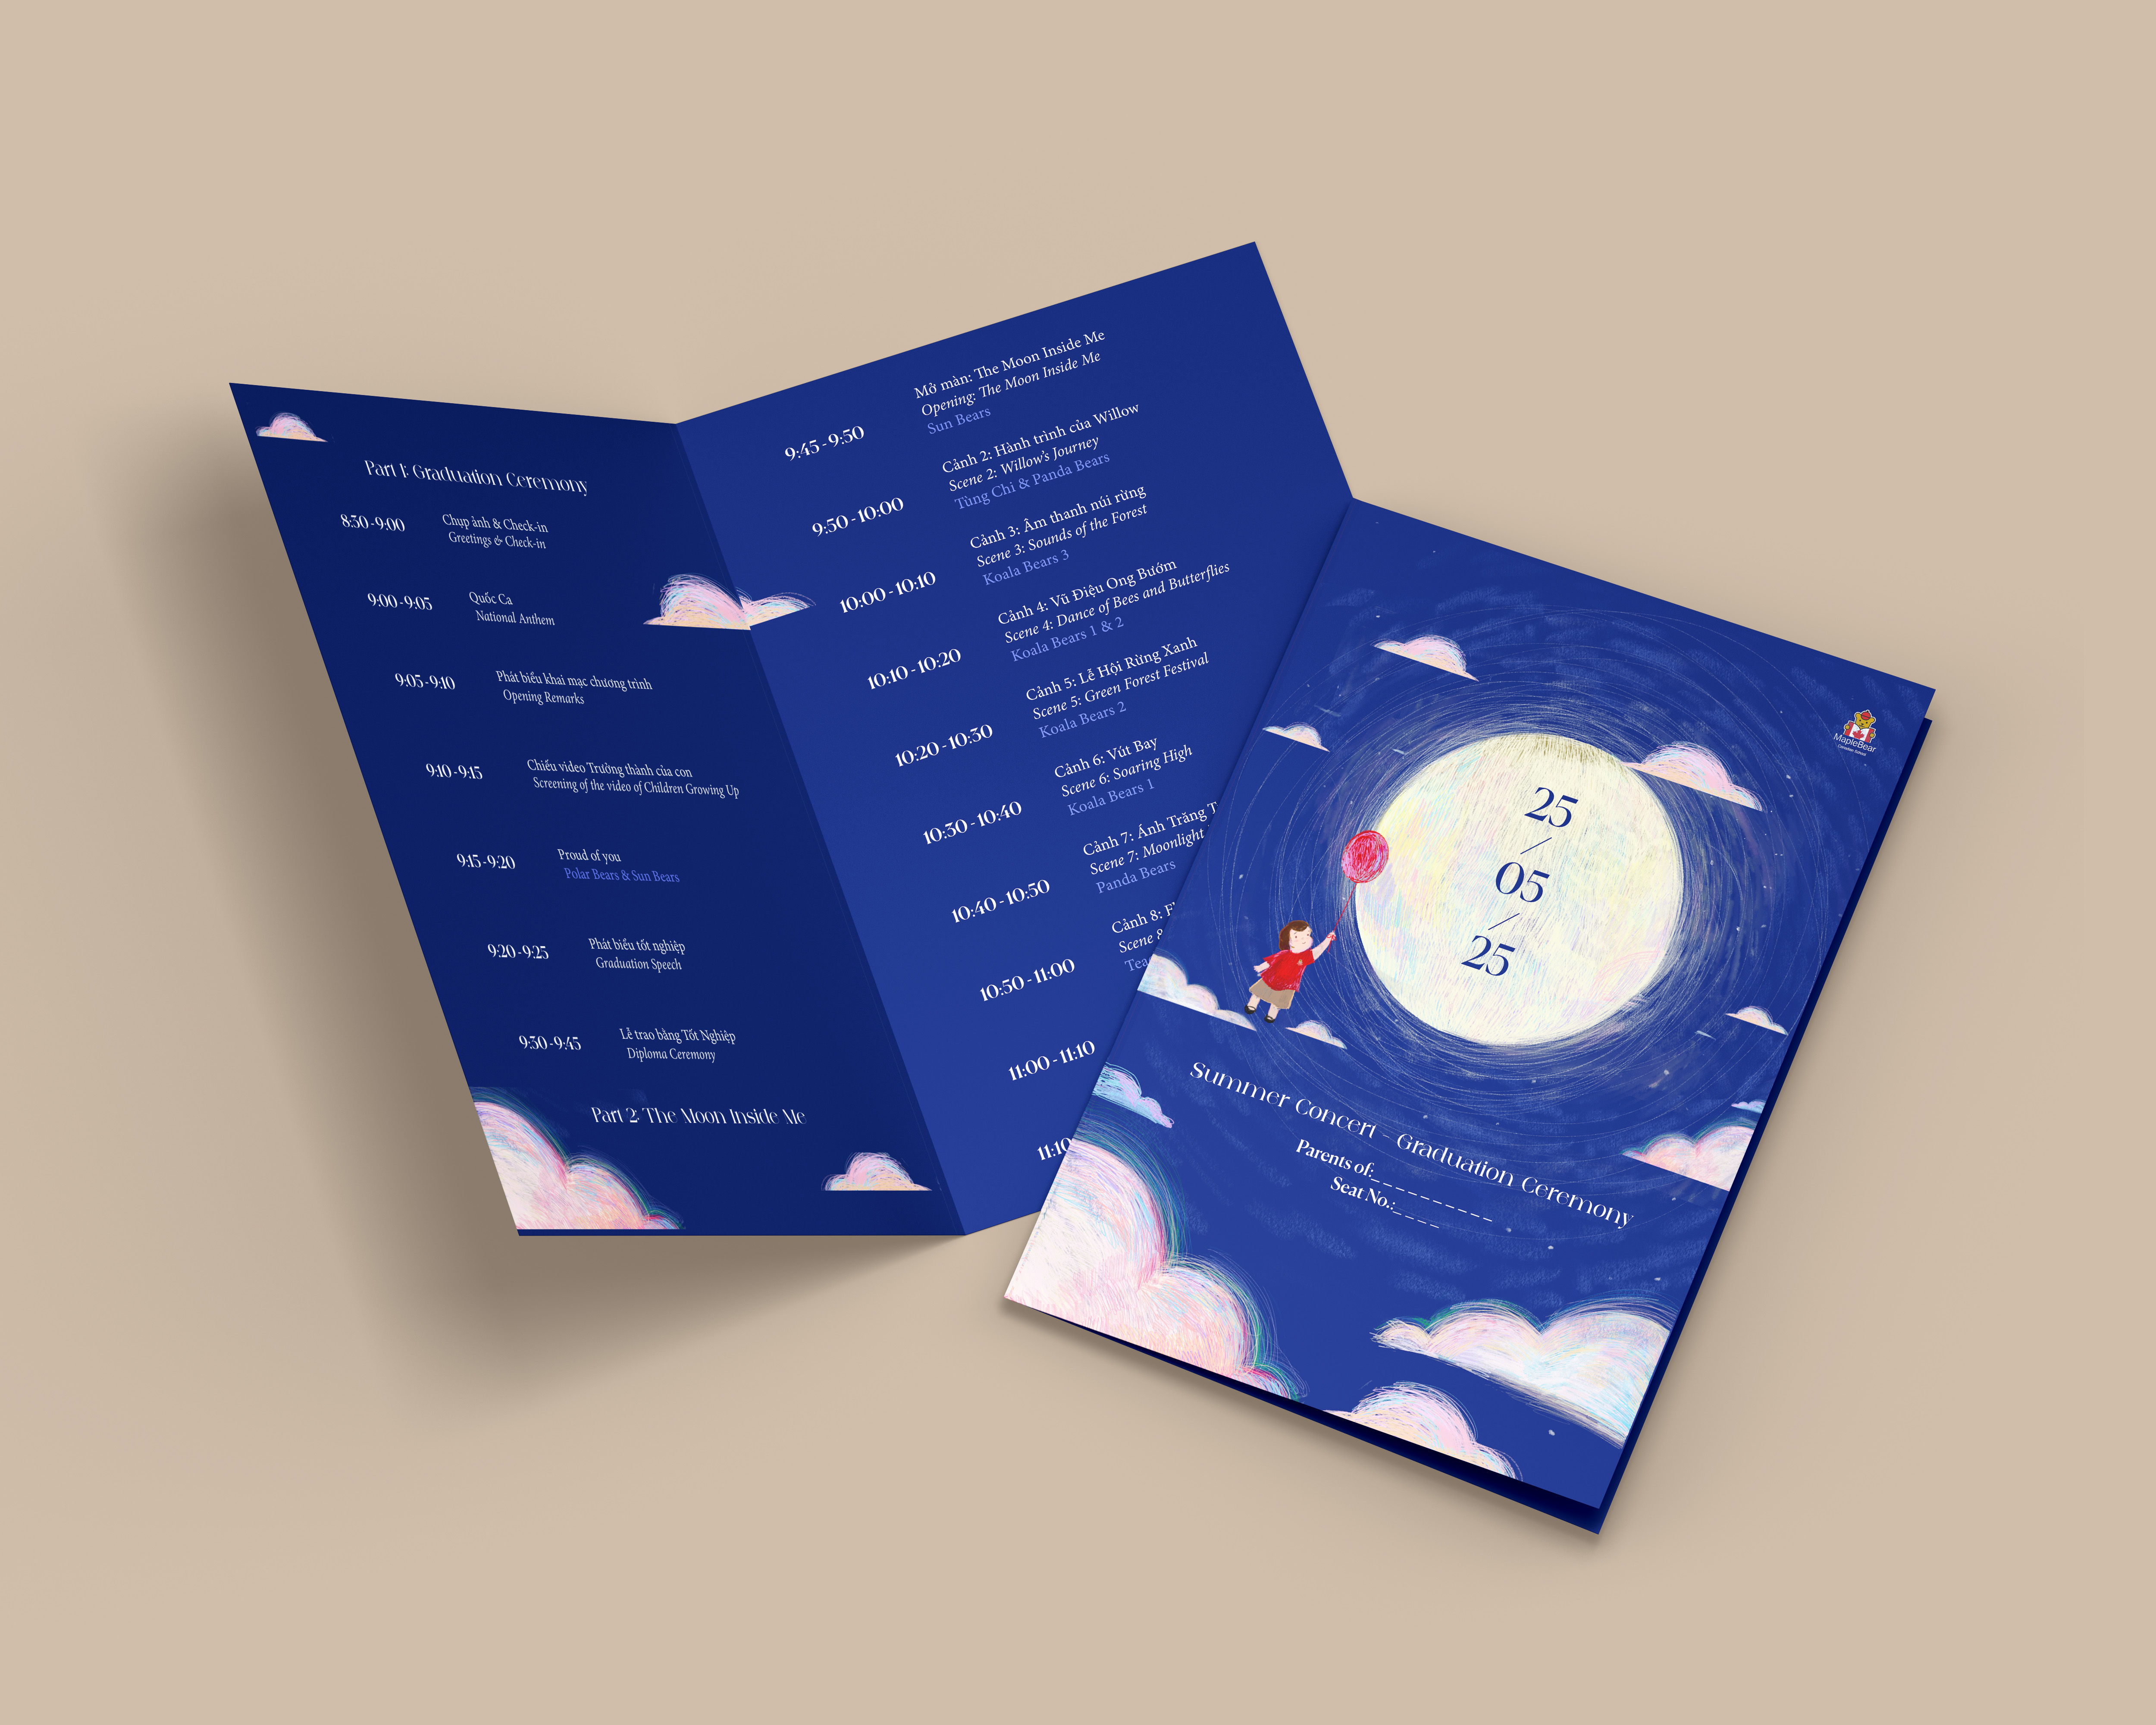 Part 1: Graduation Ceremony
8:30 - 9:00
Chụp ảnh & Check-in
Greetings & Check-in
9:00 - 9:05
Quốc Ca
National Anthem
9:05 - 9:10
Phát biểu khai mạc chương trình
Opening Remarks
9:10 - 9:15
Chiếu video Trưởng thành của con
Screening of the video of Children Growing Up
9:15 - 9:20
Proud of you
Polar Bears & Sun Bears
9:20 - 9:25
Phát biểu tốt nghiệp
Graduation Speech
9:30 - 9:45
Lễ trao bằng Tốt Nghiệp
Diploma Ceremony
Part 2: The Moon Inside Me
9:45 - 9:50
Mở màn: The Moon Inside Me
Opening: The Moon Inside Me
Sun Bears
9:50 - 10:00
Cảnh 2: Hành trình của Willow
Scene 2: Willow's Journey
Tùng Chi & Panda Bears
10:00 - 10:10
Cảnh 3: Âm thanh núi rừng
Scene 3: Sounds of the Forest
Koala Bears 3
10:10 - 10:20
Cảnh 4: Vũ Điệu Ong Bướm
Scene 4: Dance of Bees and Butterflies
Koala Bears 1 & 2
10:20 - 10:30
Cảnh 5: Lễ Hội Rừng Xanh
Scene 5: Green Forest Festival
Koala Bears 2
10:30 - 10:40
Cảnh 6: Vút Bay
Scene 6: Soaring High
Koala Bears 1
10:40 - 10:50
Cảnh 7: Ánh Trăng
Scene 7: Moonlight
Panda Bears
10:50 - 11:00
Cảnh 8:
Scene 8
11:00 - 11:10
11:10
MapleBear
Canadian School
25
/
05
/
25
Summer Concert - Graduation Ceremony
Parents of:_ _ _ _ _ _ _ _ _ _ _
Seat No.:_ _ _ _ _